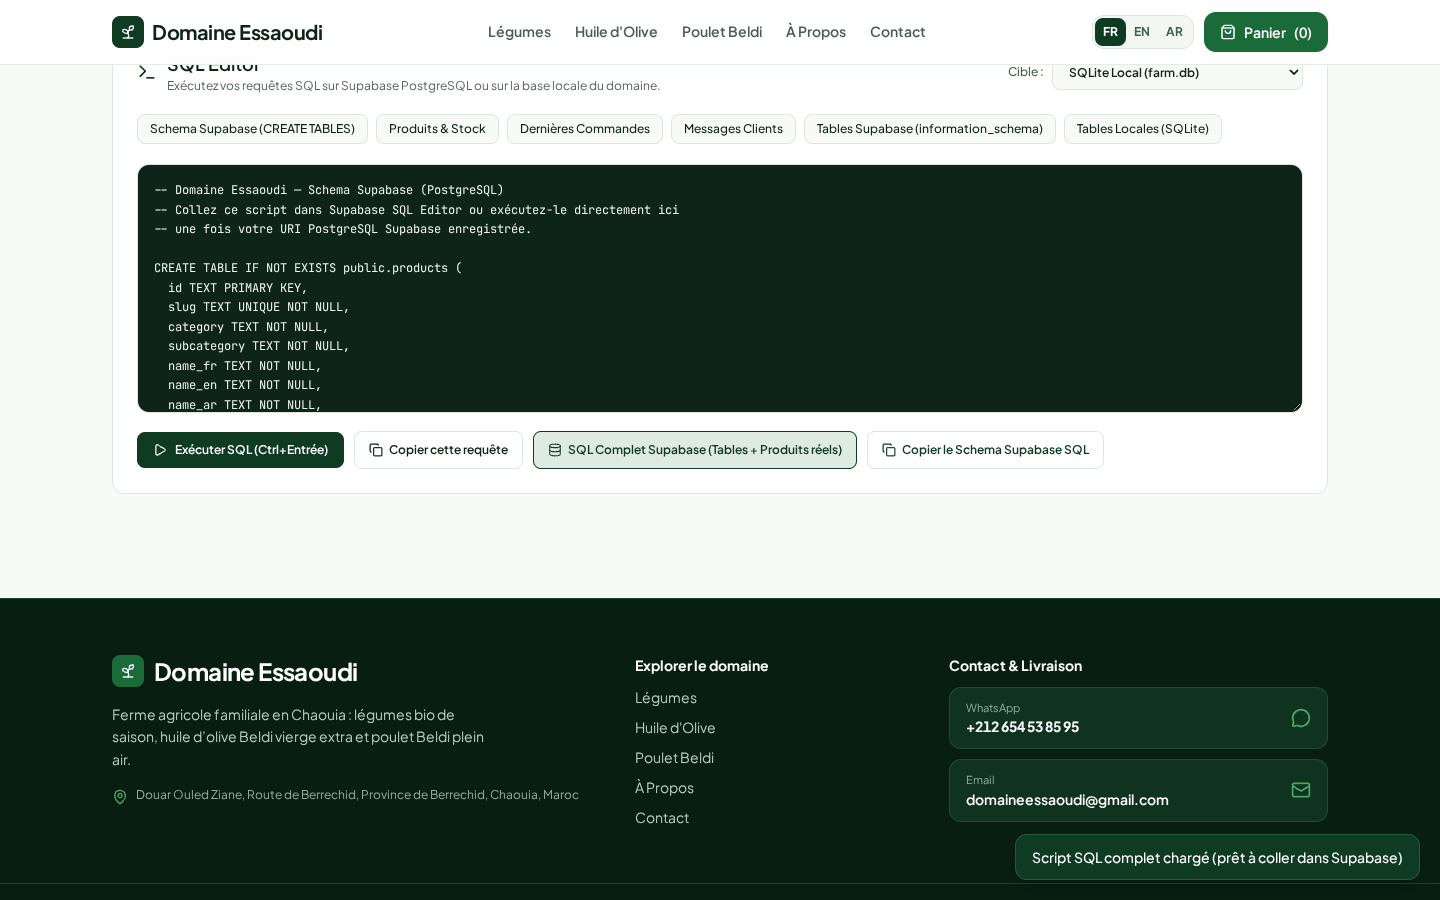 Domaine Essaoudi
Légumes
Huile d'Olive
Poulet Beldi
À Propos
Contact
FR
EN
AR
Panier (0)
SQL Editor
Exécutez vos requêtes SQL sur Supabase PostgreSQL ou sur la base locale du domaine.
Cible :
SQLite Local (farm.db)
Schema Supabase (CREATE TABLES)
Produits & Stock
Dernières Commandes
Messages Clients
Tables Supabase (information_schema)
Tables Locales (SQLite)
-- Domaine Essaoudi — Schema Supabase (PostgreSQL)
-- Collez ce script dans Supabase SQL Editor ou exécutez-le directement ici
-- une fois votre URI PostgreSQL Supabase enregistrée.
CREATE TABLE IF NOT EXISTS public.products (
id TEXT PRIMARY KEY,
slug TEXT UNIQUE NOT NULL,
category TEXT NOT NULL,
subcategory TEXT NOT NULL,
name_fr TEXT NOT NULL,
name_en TEXT NOT NULL,
name_ar TEXT NOT NULL,
Exécuter SQL (Ctrl+Entrée)
Copier cette requête
SQL Complet Supabase (Tables + Produits réels)
Copier le Schema Supabase SQL
Domaine Essaoudi
Ferme agricole familiale en Chaouia : légumes bio de
saison, huile d’olive Beldi vierge extra et poulet Beldi plein
air.
Douar Ouled Ziane, Route de Berrechid, Province de Berrechid, Chaouia, Maroc
Explorer le domaine
Légumes
Huile d'Olive
Poulet Beldi
À Propos
Contact
Contact & Livraison
WhatsApp
+212 654 53 85 95
Email
domaineessaoudi@gmail.com
Script SQL complet chargé (prêt à coller dans Supabase)